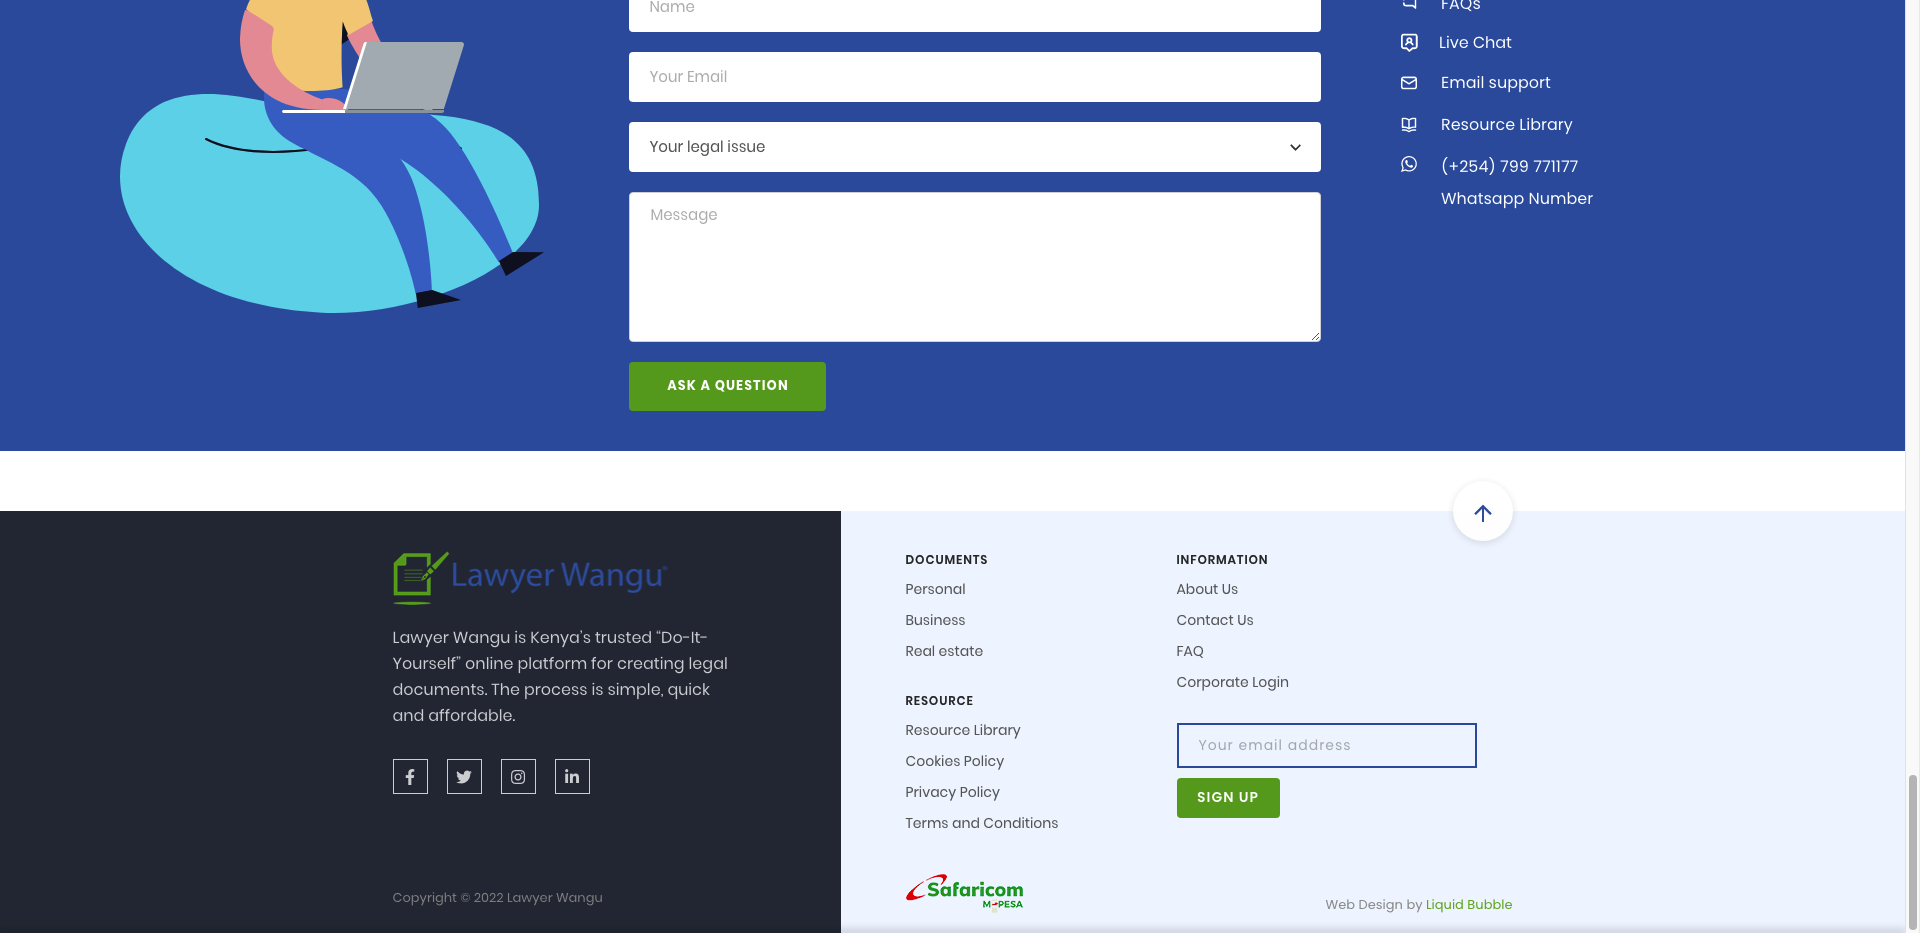 Name
Your Email
Your legal issue
Message
ASK A QUESTION
FAQs
Live Chat
Email support
Resource Library
(+254) 799 771177
Whatsapp Number
Lawyer Wangu
Lawyer Wangu is Kenya's trusted “Do-It-
Yourself” online platform for creating legal
documents. The process is simple, quick
and affordable.
Copyright © 2022 Lawyer Wangu
DOCUMENTS
Personal
Business
Real estate
RESOURCE
Resource Library
Cookies Policy
Privacy Policy
Terms and Conditions
INFORMATION
About Us
Contact Us
FAQ
Corporate Login
Your email address
SIGN UP
Safaricom
M-PESA
Web Design by Liquid Bubble